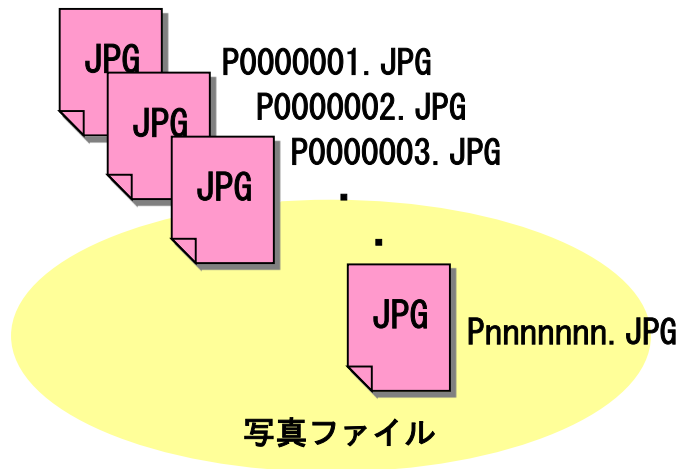 JPG
P0000001.JPG
JPG
P0000002.JPG
P0000003.JPG
JPG
.
.
JPG
Pnnnnnnn.JPG
写真ファイル